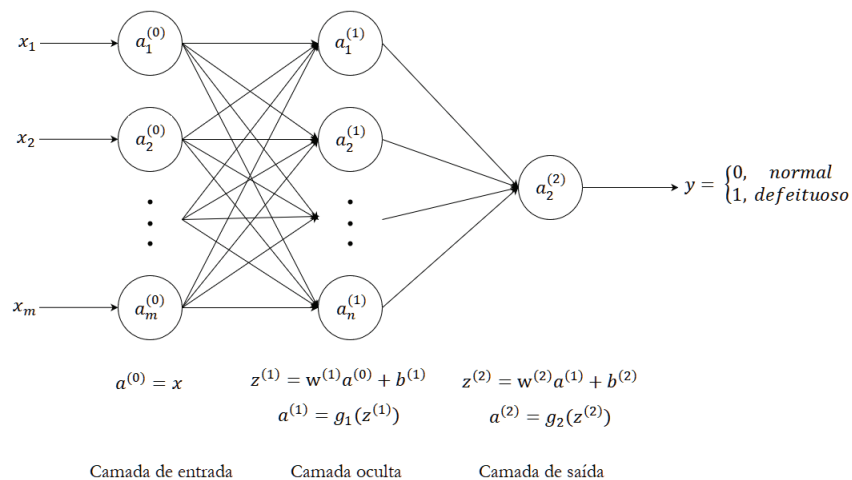 x₁ a₁⁽⁰⁾ a₁⁽¹⁾
x₂ a₂⁽⁰⁾ a₂⁽¹⁾
a₂⁽²⁾ y = {0, normal
1, defeituoso
xₘ aₘ⁽⁰⁾ aₙ⁽¹⁾
a⁽⁰⁾ = x z⁽¹⁾ = w⁽¹⁾a⁽⁰⁾ + b⁽¹⁾ z⁽²⁾ = w⁽²⁾a⁽¹⁾ + b⁽²⁾
a⁽¹⁾ = g₁(z⁽¹⁾) a⁽²⁾ = g₂(z⁽²⁾)
Camada de entrada Camada oculta Camada de saída